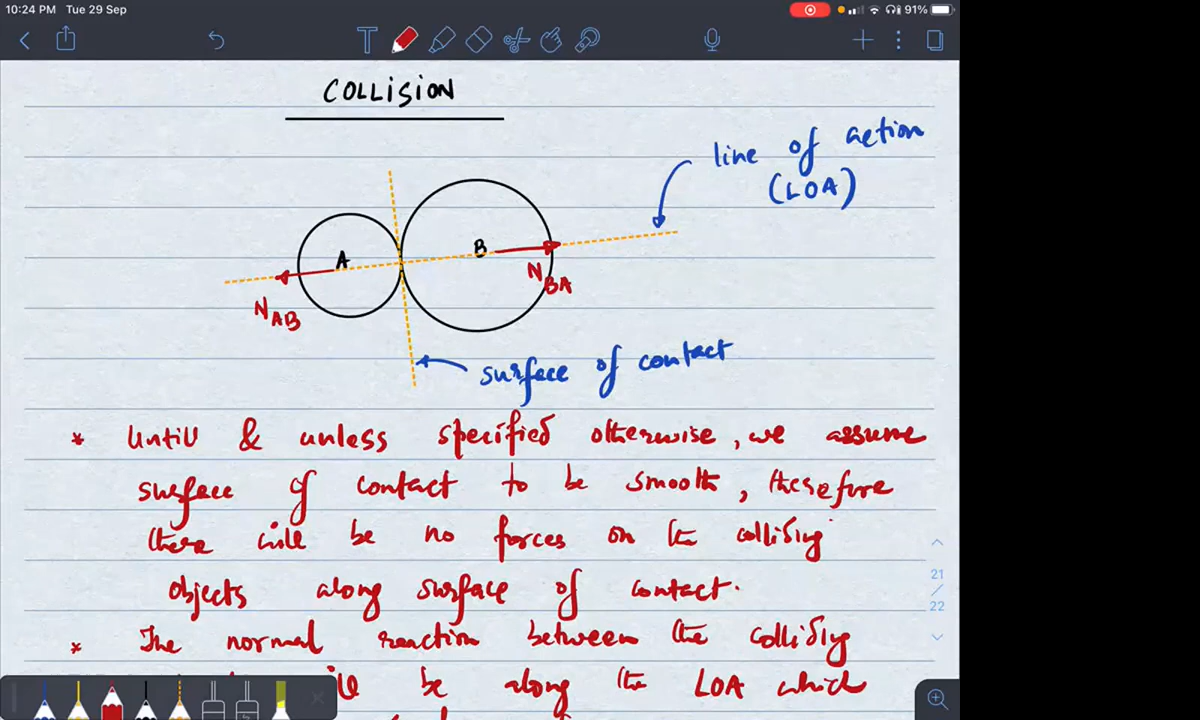 10:24 PM Tue 29 Sep
91%
COLLISION
line of action
(LOA)
A
B
N_AB
N_BA
surface of contact
* Until & unless specified otherwise, we assume
surface of contact to be smooth, therefore
there will be no forces on the colliding
objects along surface of contact.
* The normal reaction between the colliding
be along the LOA which
21
/
22